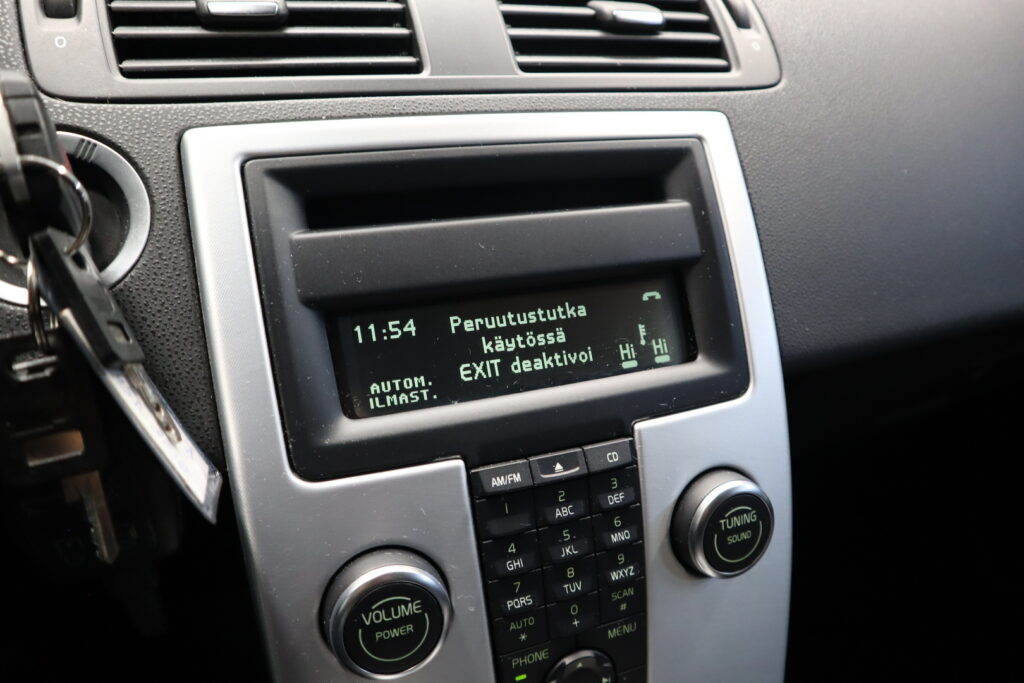 11:54
Peruutustutka
käytössä
EXIT deaktivoi
Hi Hi
AUTOM.
ILMAST.
AM/FM
CD
1
2
ABC
3
DEF
4
GHI
5
JKL
6
MNO
7
PQRS
8
TUV
9
WXYZ
AUTO
*
0
+
SCAN
#
PHONE
MENU
VOLUME
POWER
TUNING
SOUND